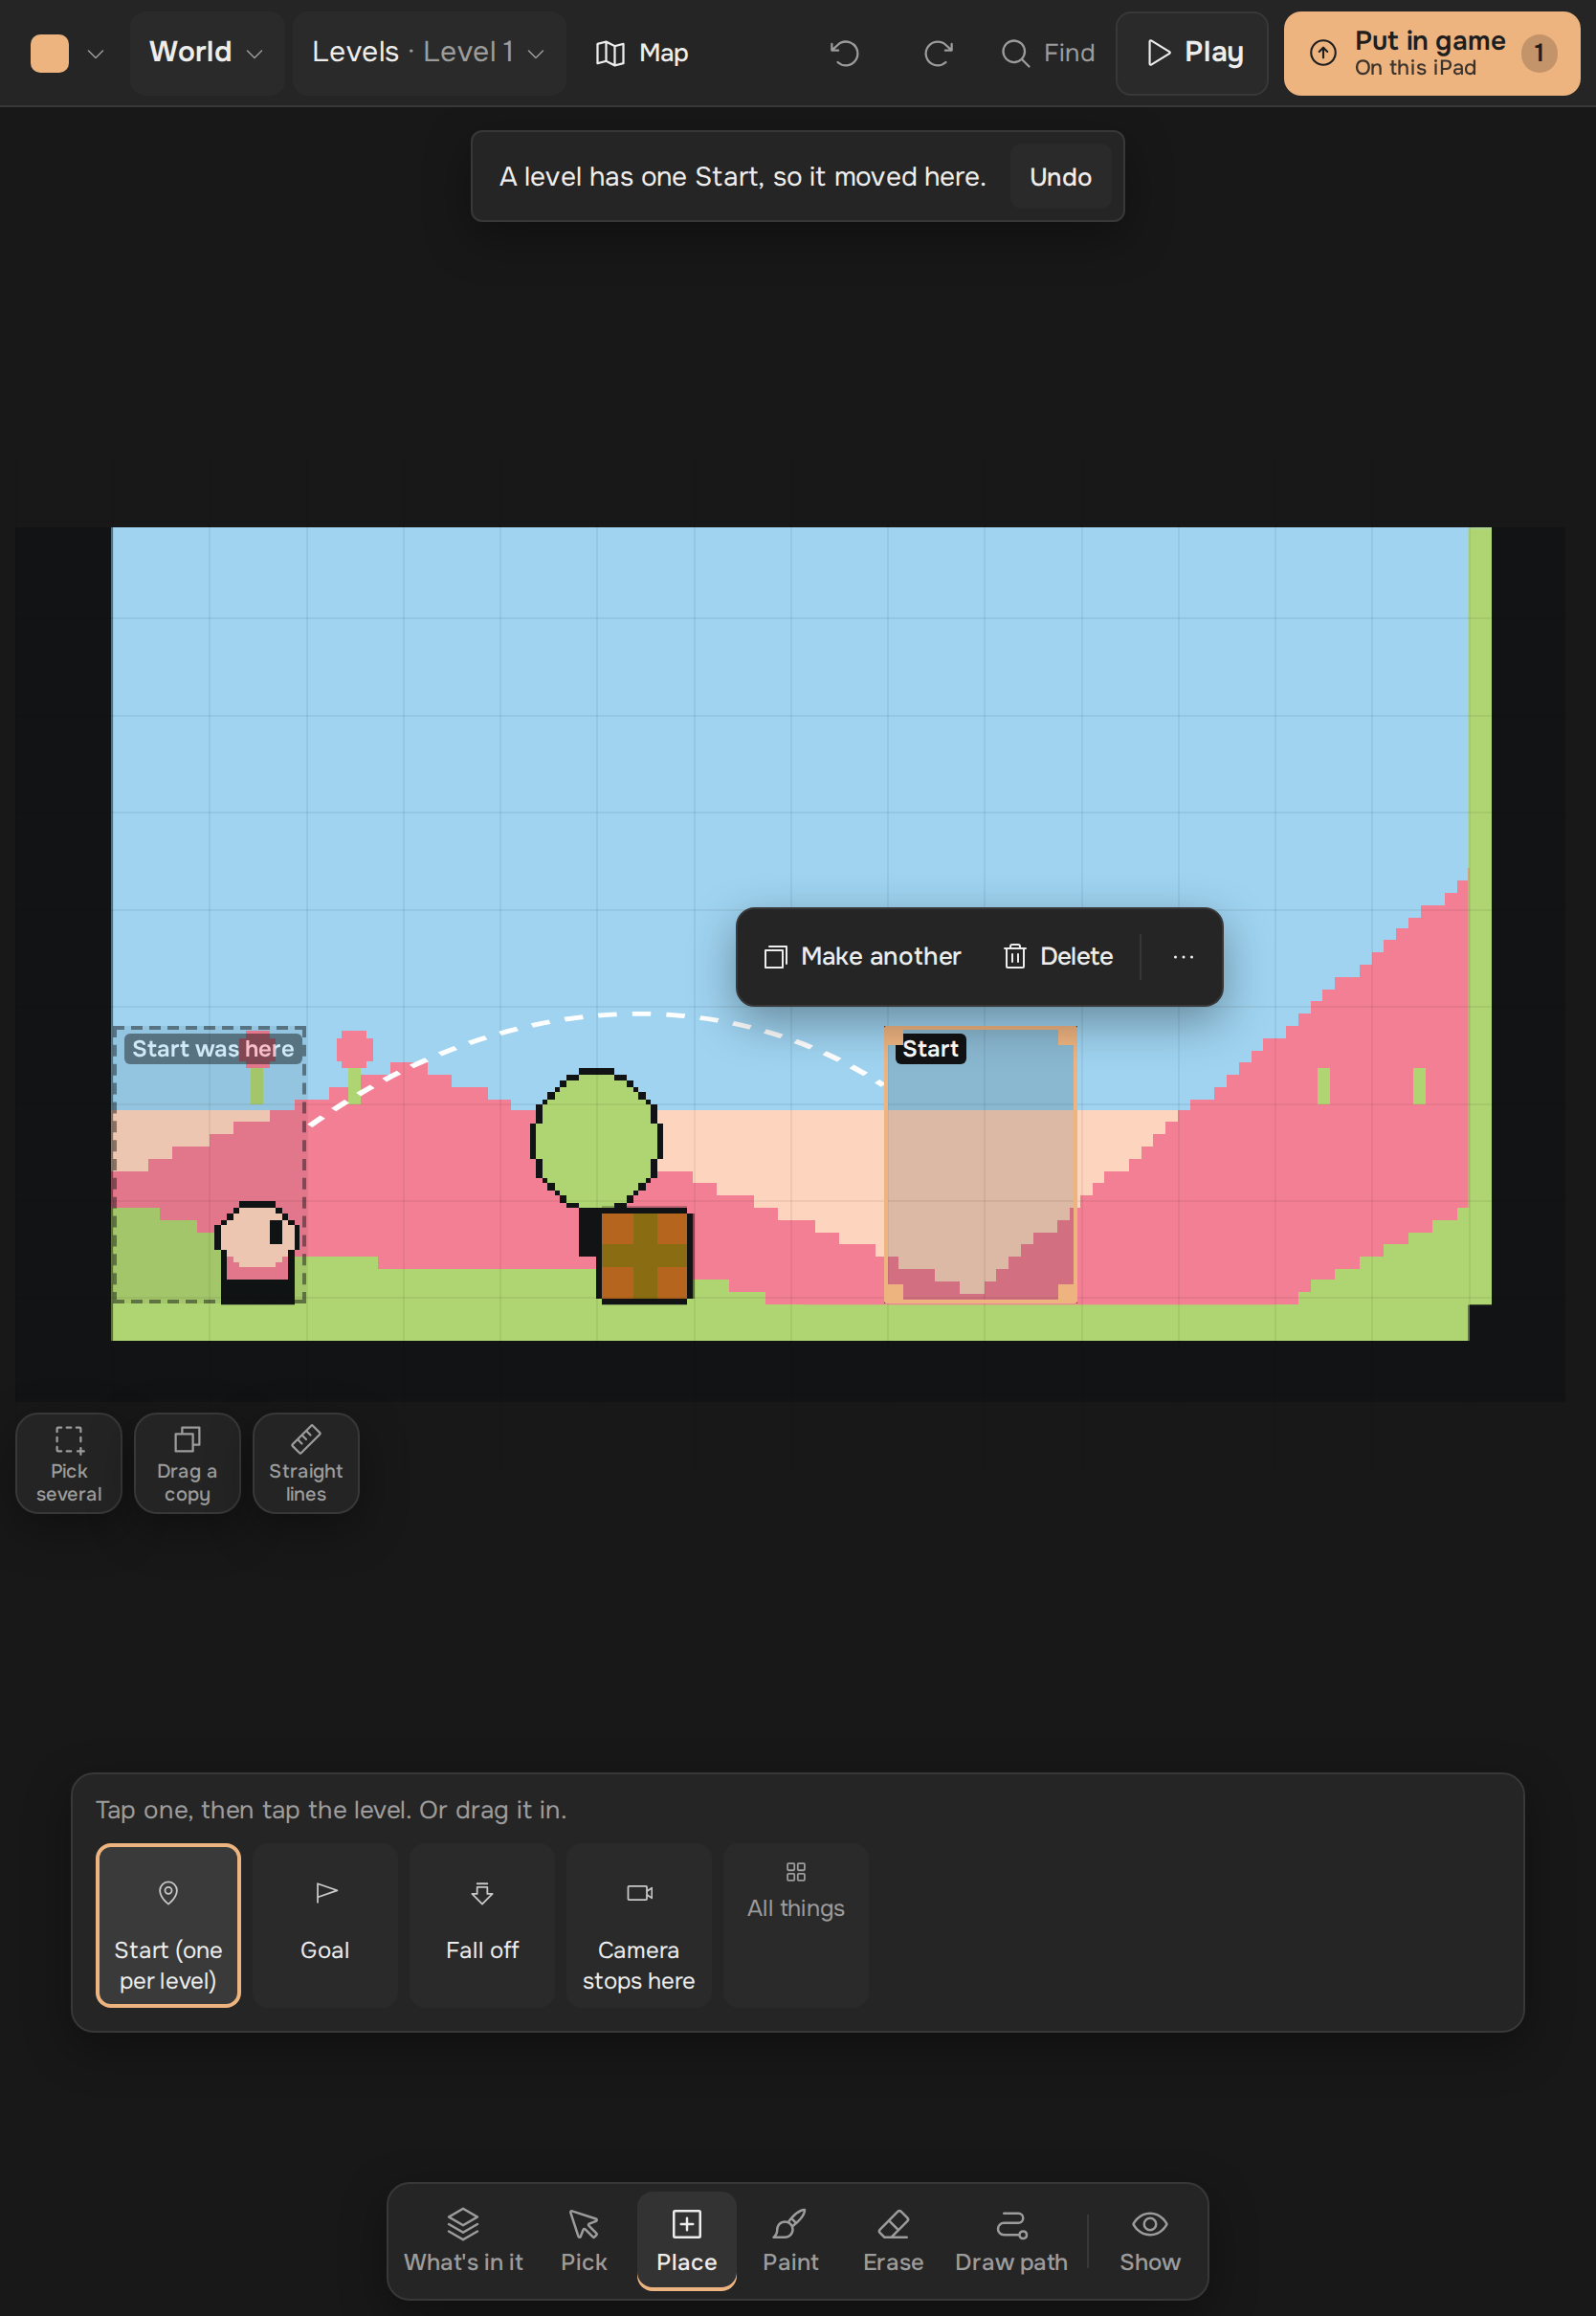 World
Levels · Level 1
Map
Find
Play
Put in game
On this iPad
1
A level has one Start, so it moved here.
Undo
Make another
Delete
Start was here
Start
Pick
several
Drag a
copy
Straight
lines
Tap one, then tap the level. Or drag it in.
Start (one
per level)
Goal
Fall off
Camera
stops here
All things
What's in it
Pick
Place
Paint
Erase
Draw path
Show